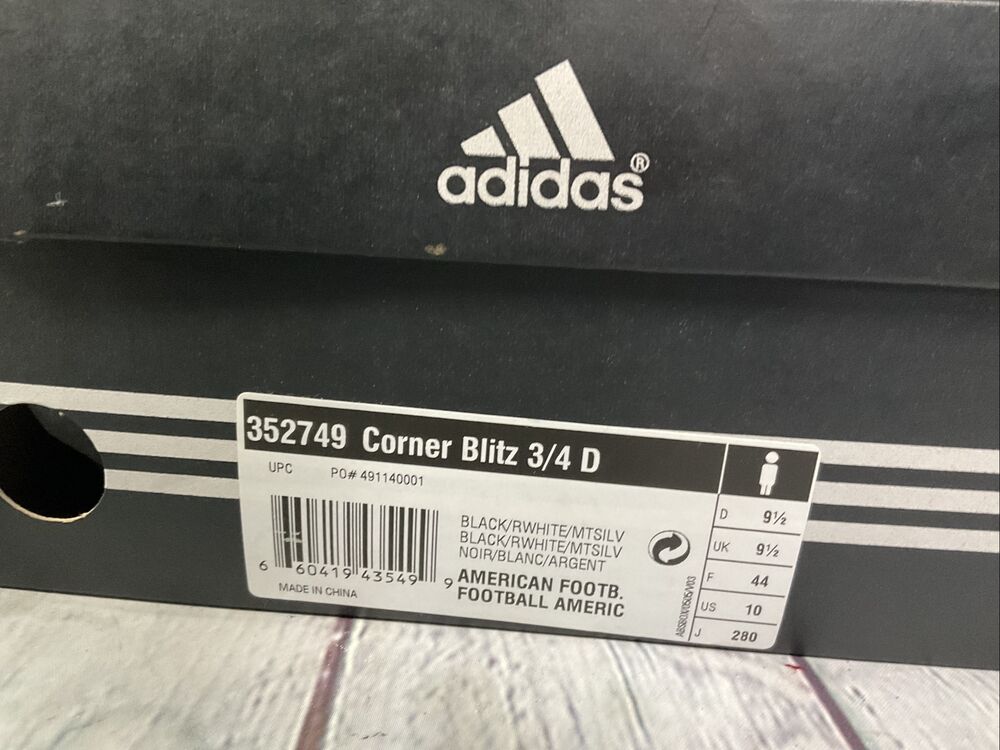 adidas®
352749 Corner Blitz 3/4 D
UPC PO# 491140001
BLACK/RWHITE/MTSILV
BLACK/RWHITE/MTSILV
NOIR/BLANC/ARGENT
6 60419 43549 9
AMERICAN FOOTB.
FOOTBALL AMERIC
MADE IN CHINA
D 9½
UK 9½
F 44
US 10
J 280